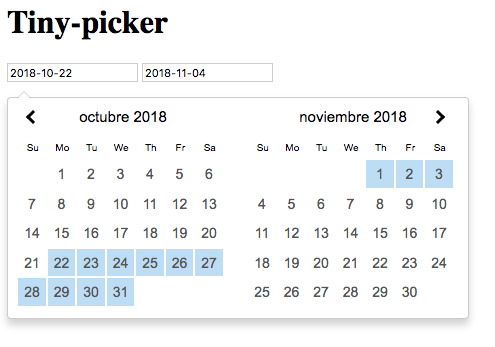 Tiny-picker
2018-10-22 2018-11-04
octubre 2018
Su Mo Tu We Th Fr Sa
1 2 3 4 5 6
7 8 9 10 11 12 13
14 15 16 17 18 19 20
21 22 23 24 25 26 27
28 29 30 31
noviembre 2018
Su Mo Tu We Th Fr Sa
1 2 3
4 5 6 7 8 9 10
11 12 13 14 15 16 17
18 19 20 21 22 23 24
25 26 27 28 29 30